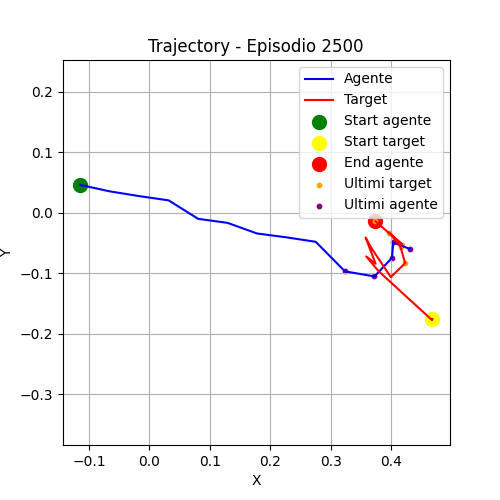 Trajectory - Episodio 2500
Agente
Target
Start agente
Start target
End agente
Ultimi target
Ultimi agente
0.2
0.1
0.0
−0.1
−0.2
−0.3
Y
−0.1
0.0
0.1
0.2
0.3
0.4
X